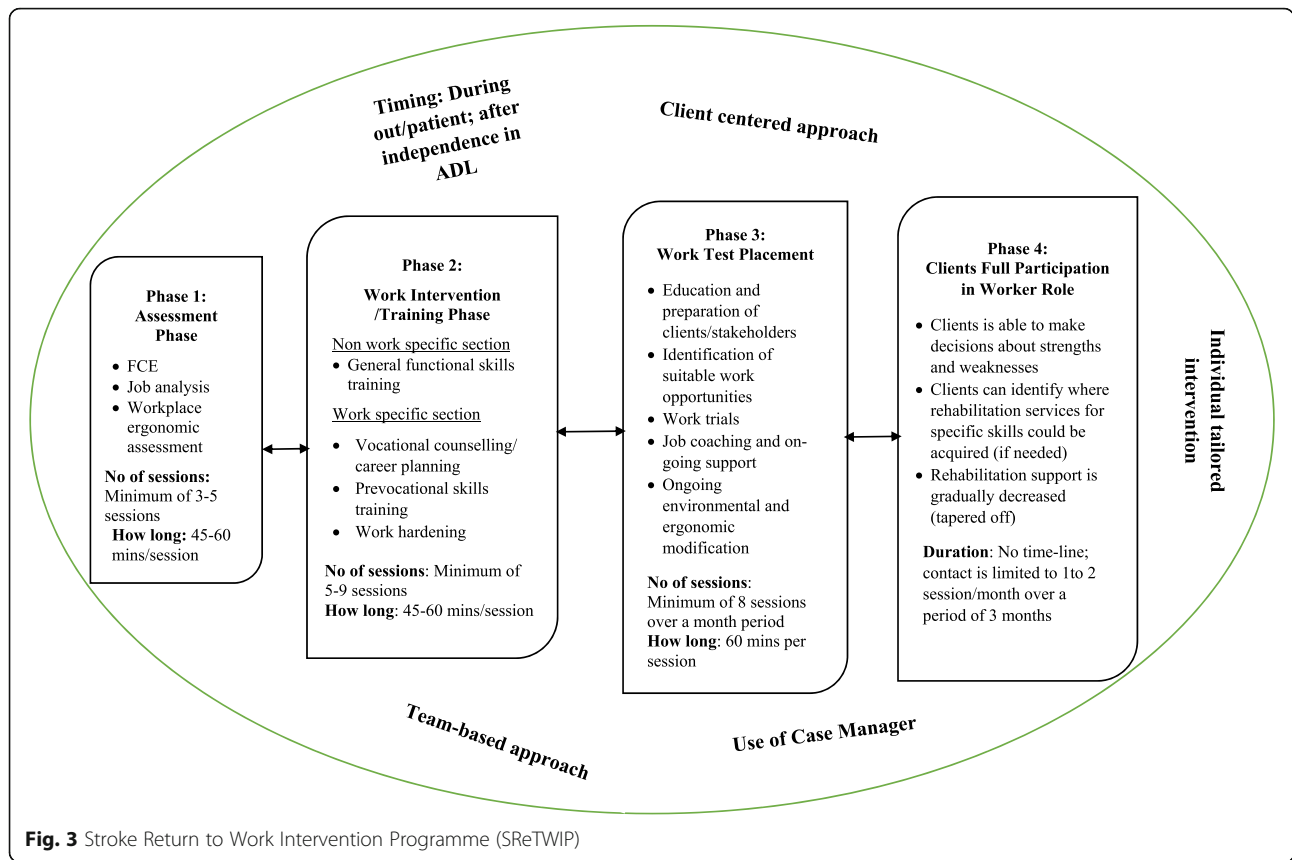 Timing: During
out/patient; after
independence in
ADL
Client centered approach
Phase 1:
Assessment
Phase
• FCE
• Job analysis
• Workplace
ergonomic
assessment
No of sessions:
Minimum of 3-5
sessions
How long: 45-60
mins/session
Phase 2:
Work Intervention
/Training Phase
Non work specific section
• General functional skills
training
Work specific section
• Vocational counselling/
career planning
• Prevocational skills
training
• Work hardening
No of sessions: Minimum of
5-9 sessions
How long: 45-60 mins/session
Phase 3:
Work Test Placement
• Education and
preparation of
clients/stakeholders
• Identification of
suitable work
opportunities
• Work trials
• Job coaching and on-
going support
• Ongoing
environmental and
ergonomic
modification
No of sessions:
Minimum of 8 sessions
over a month period
How long: 60 mins per
session
Phase 4:
Clients Full Participation
in Worker Role
• Clients is able to make
decisions about strengths
and weaknesses
• Clients can identify where
rehabilitation services for
specific skills could be
acquired (if needed)
• Rehabilitation support is
gradually decreased
(tapered off)
Duration: No time-line;
contact is limited to 1to 2
session/month over a
period of 3 months
Individual tailored
intervention
Team-based approach
Use of Case Manager
Fig. 3 Stroke Return to Work Intervention Programme (SReTWIP)